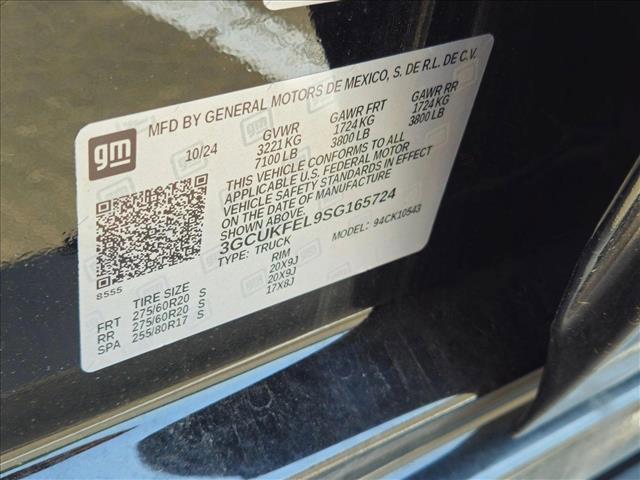 MFD BY GENERAL MOTORS DE MEXICO, S. DE R.L. DE C.V.
gm
10/24
GVWR GAWR FRT GAWR RR
3221 KG 1724 KG 1724 KG
7100 LB 3800 LB 3800 LB
THIS VEHICLE CONFORMS TO ALL
APPLICABLE U.S. FEDERAL MOTOR
VEHICLE SAFETY STANDARDS IN EFFECT
ON THE DATE OF MANUFACTURE
SHOWN ABOVE.
3GCUKFEL9SG165724
TYPE: TRUCK MODEL: 94CK10543
8555
TIRE SIZE RIM
FRT 275/60R20 S 20X9J
RR 275/60R20 S 20X9J
SPA 255/80R17 S 17X8J